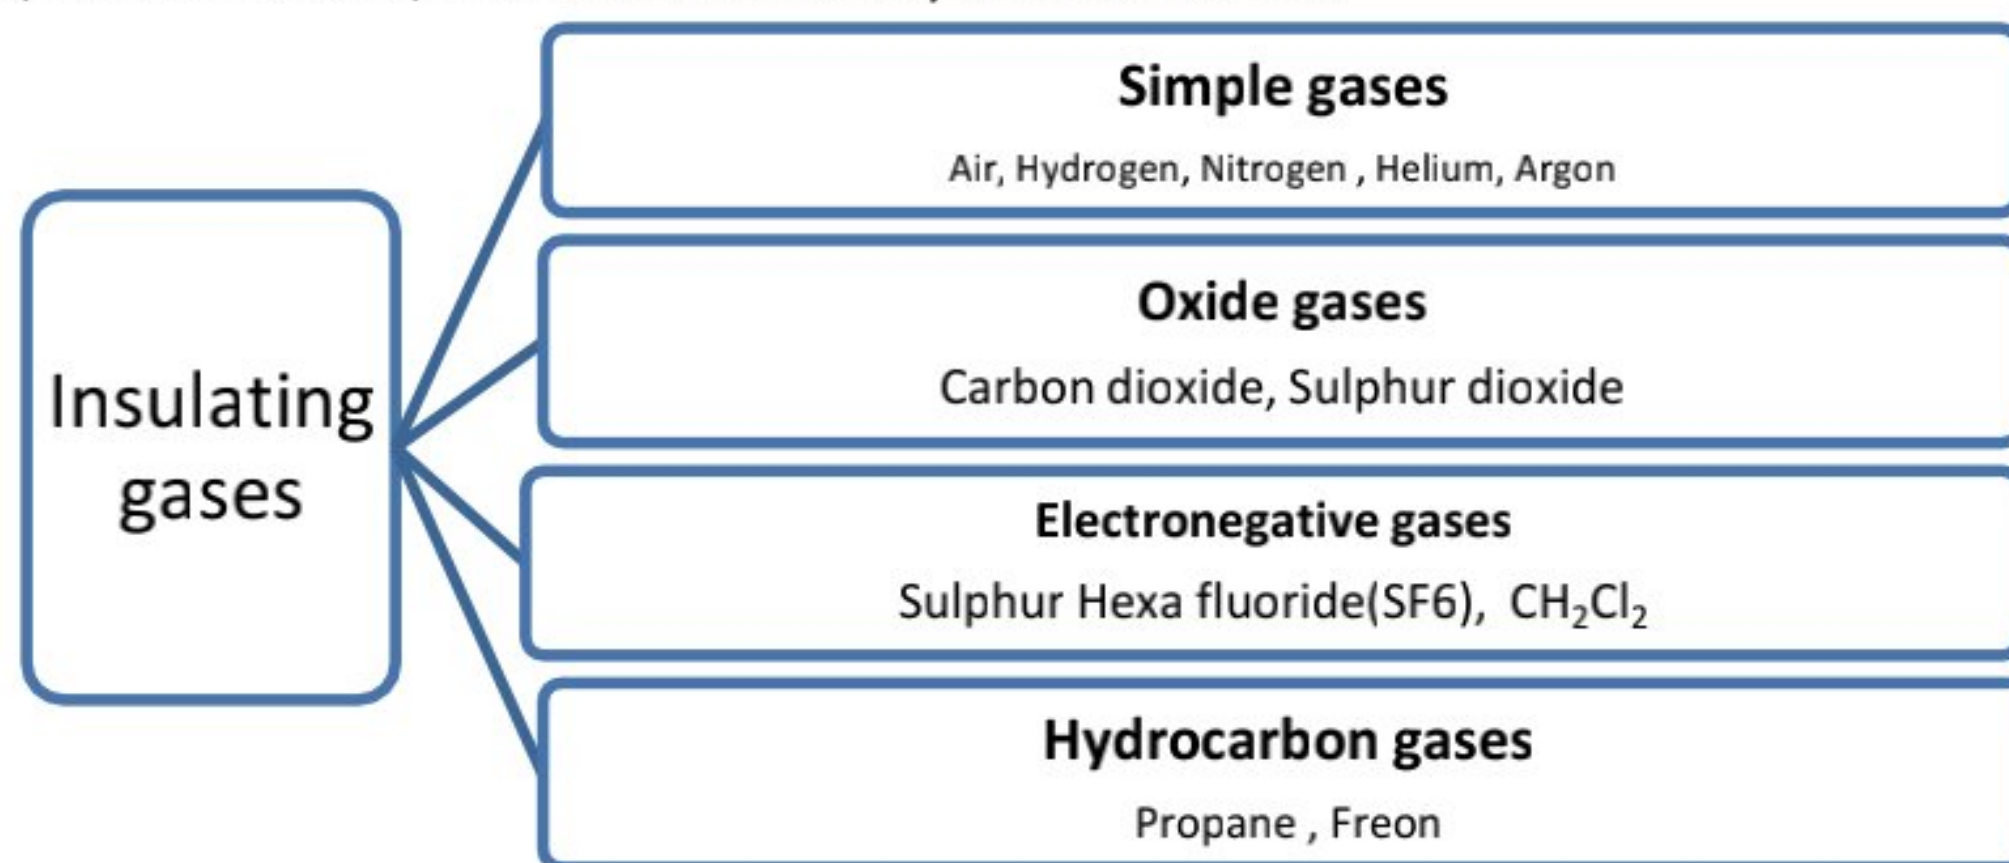 Insulating
gases
Simple gases
Air, Hydrogen, Nitrogen , Helium, Argon
Oxide gases
Carbon dioxide, Sulphur dioxide
Electronegative gases
Sulphur Hexa fluoride(SF6), CH₂Cl₂
Hydrocarbon gases
Propane , Freon